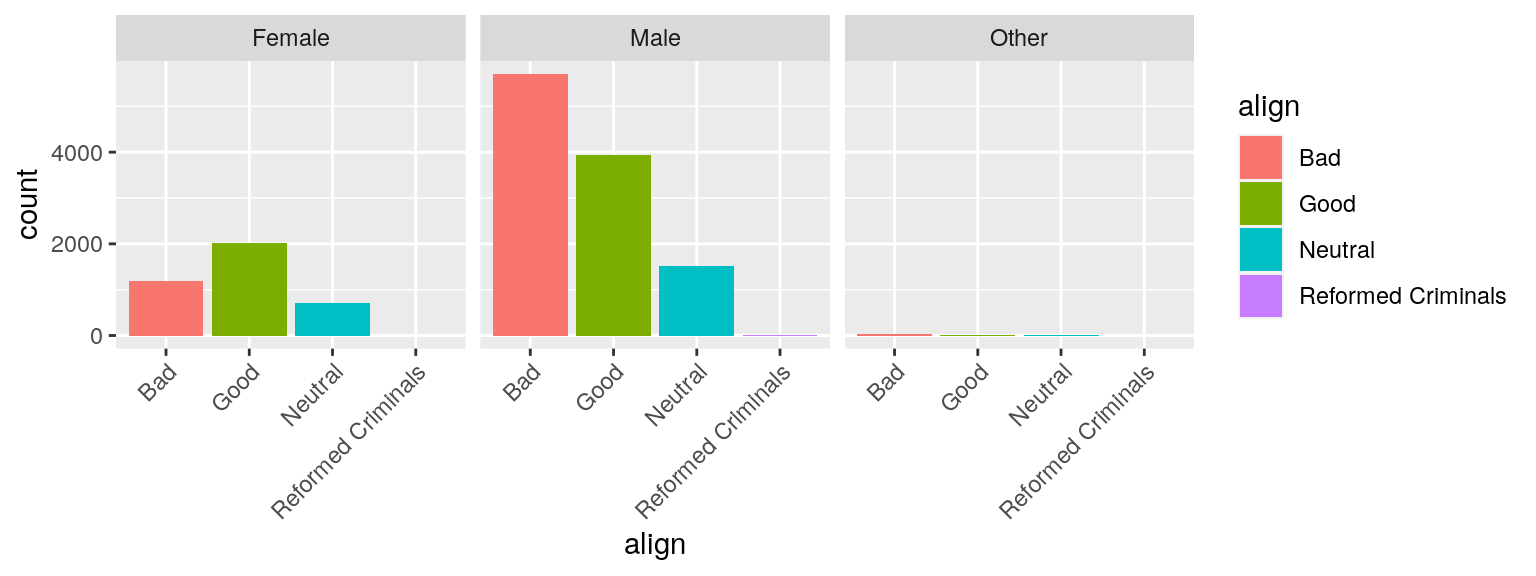 Female
Male
Other
count
4000
2000
0
Bad
Good
Neutral
Reformed Criminals
Bad
Good
Neutral
Reformed Criminals
Bad
Good
Neutral
Reformed Criminals
align
align
Bad
Good
Neutral
Reformed Criminals